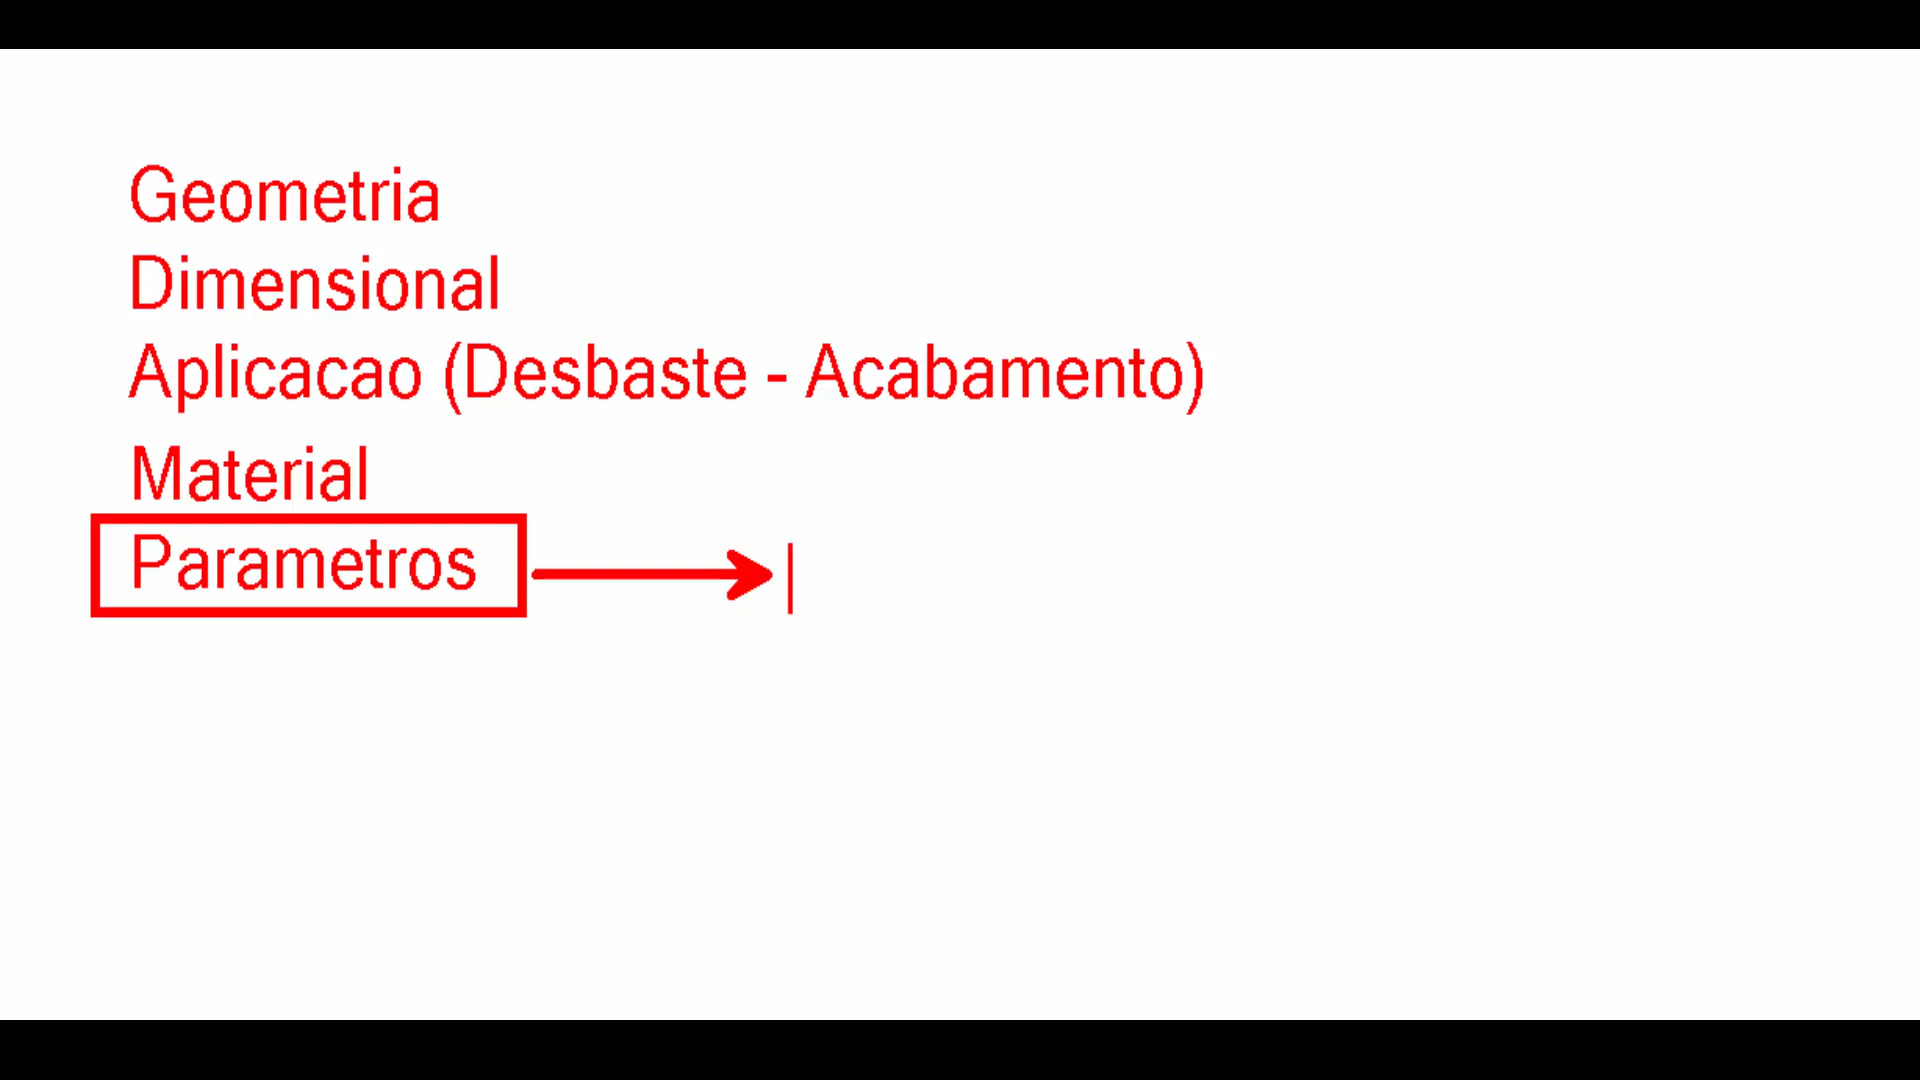 Geometria
Dimensional
Aplicacao (Desbaste - Acabamento)
Material
Parametros